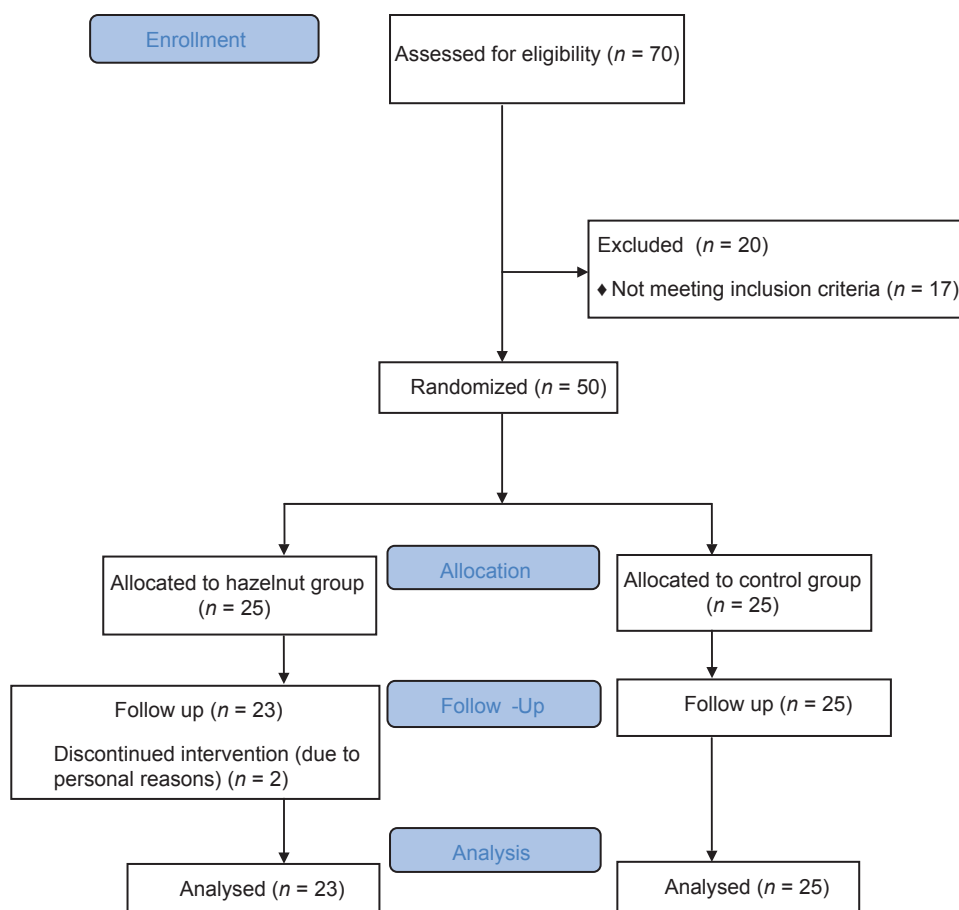 Enrollment
Assessed for eligibility (n = 70)
Excluded (n = 20)
♦ Not meeting inclusion criteria (n = 17)
Randomized (n = 50)
Allocation
Allocated to hazelnut group
(n = 25)
Allocated to control group
(n = 25)
Follow -Up
Follow up (n = 23)
Discontinued intervention (due to
personal reasons) (n = 2)
Follow up (n = 25)
Analysis
Analysed (n = 23)
Analysed (n = 25)